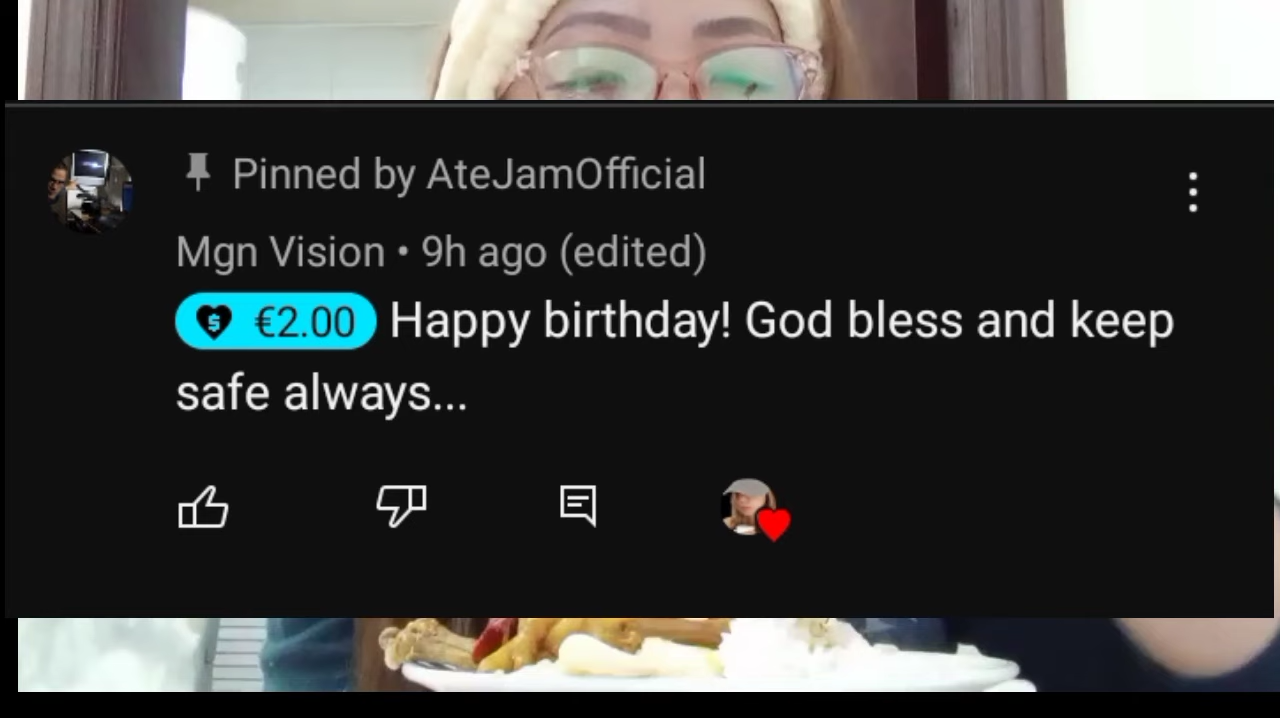 Pinned by AteJamOfficial
Mgn Vision • 9h ago (edited)
€2.00 Happy birthday! God bless and keep
safe always...